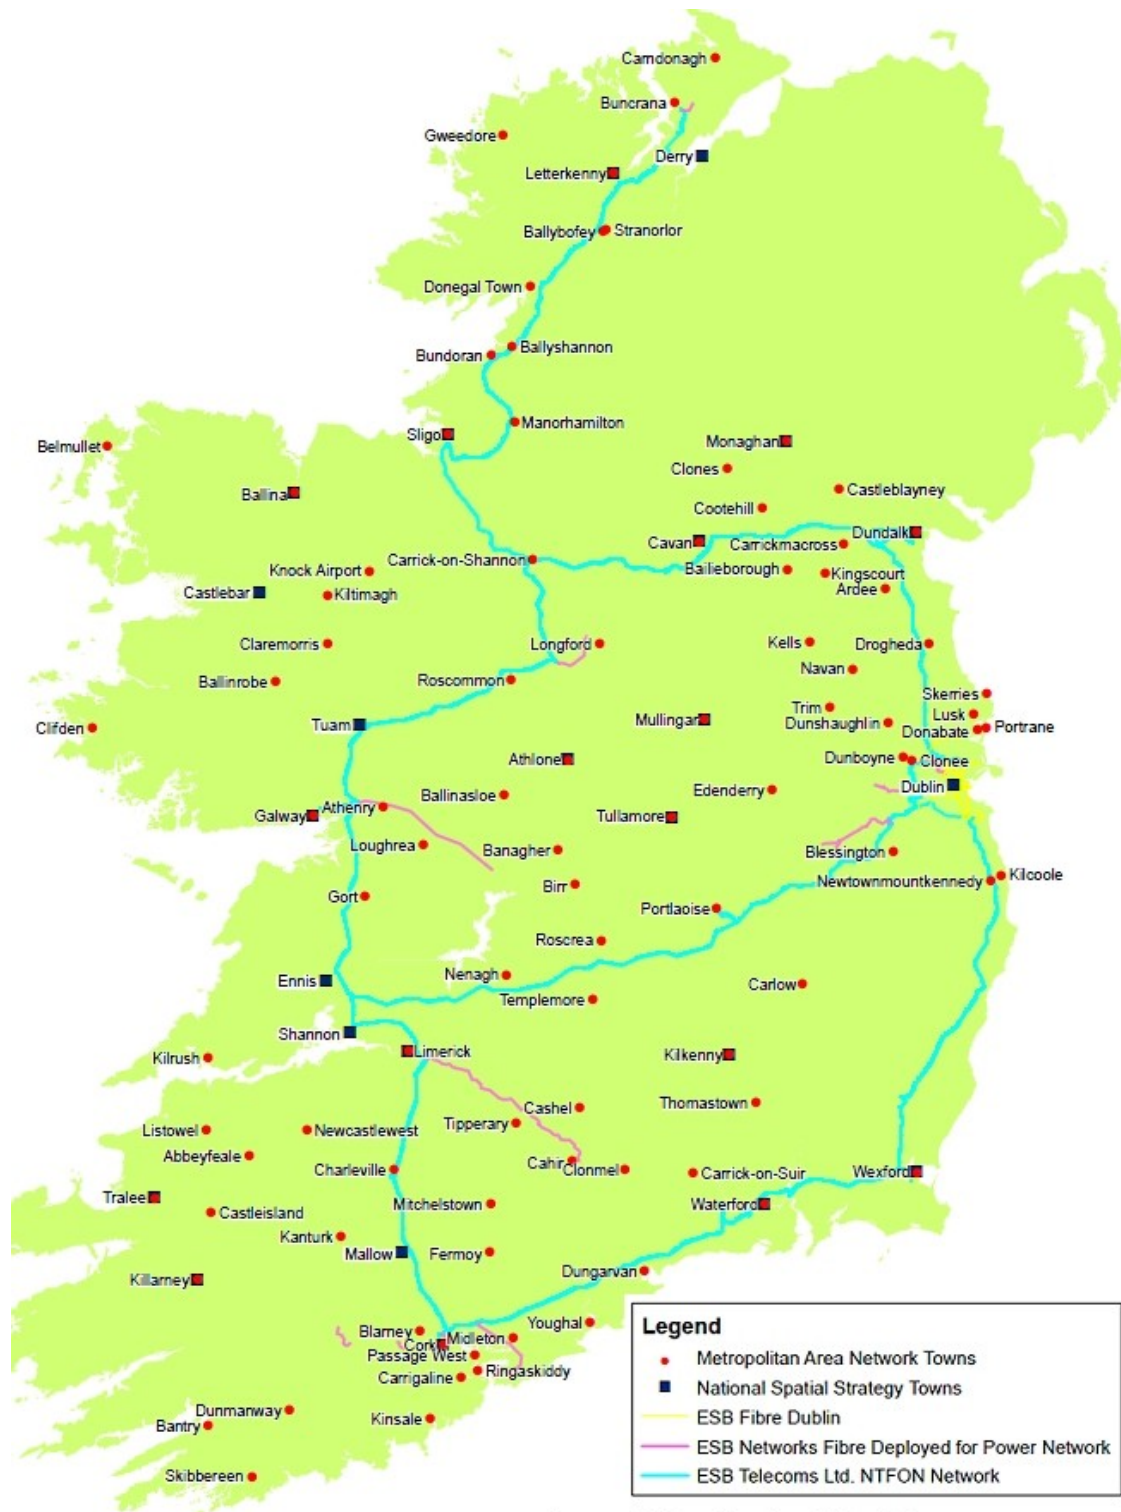 Carndonagh
Buncrana
Gweedore
Derry
Letterkenny
Ballybofey
Stranorlor
Donegal Town
Ballyshannon
Bundoran
Manorhamilton
Sligo
Monaghan
Belmullet
Clones
Ballina
Castleblayney
Cootehill
Dundalk
Cavan
Carrickmacross
Carrick-on-Shannon
Knock Airport
Bailieborough
Kingscourt
Castlebar
Kiltimagh
Ardee
Claremorris
Longford
Kells
Drogheda
Navan
Ballinrobe
Roscommon
Skerries
Trim
Lusk
Clifden
Tuam
Mullingar
Dunshaughlin
Donabate
Portrane
Athlone
Dunboyne
Clonee
Dublin
Ballinasloe
Edenderry
Athenry
Galway
Tullamore
Loughrea
Banagher
Blessington
Birr
Newtownmountkennedy
Kilcoole
Gort
Portlaoise
Roscrea
Nenagh
Ennis
Carlow
Templemore
Shannon
Limerick
Kilkenny
Kilrush
Cashel
Thomastown
Tipperary
Listowel
Newcastlewest
Abbeyfeale
Charleville
Cahir
Clonmel
Carrick-on-Suir
Wexford
Tralee
Mitchelstown
Waterford
Castleisland
Kanturk
Mallow
Fermoy
Killarney
Dungarvan
Youghal
Blarney
Cork
Midleton
Passage West
Ringaskiddy
Carrigaline
Dunmanway
Kinsale
Bantry
Skibbereen
Legend
Metropolitan Area Network Towns
National Spatial Strategy Towns
ESB Fibre Dublin
ESB Networks Fibre Deployed for Power Network
ESB Telecoms Ltd. NTFON Network